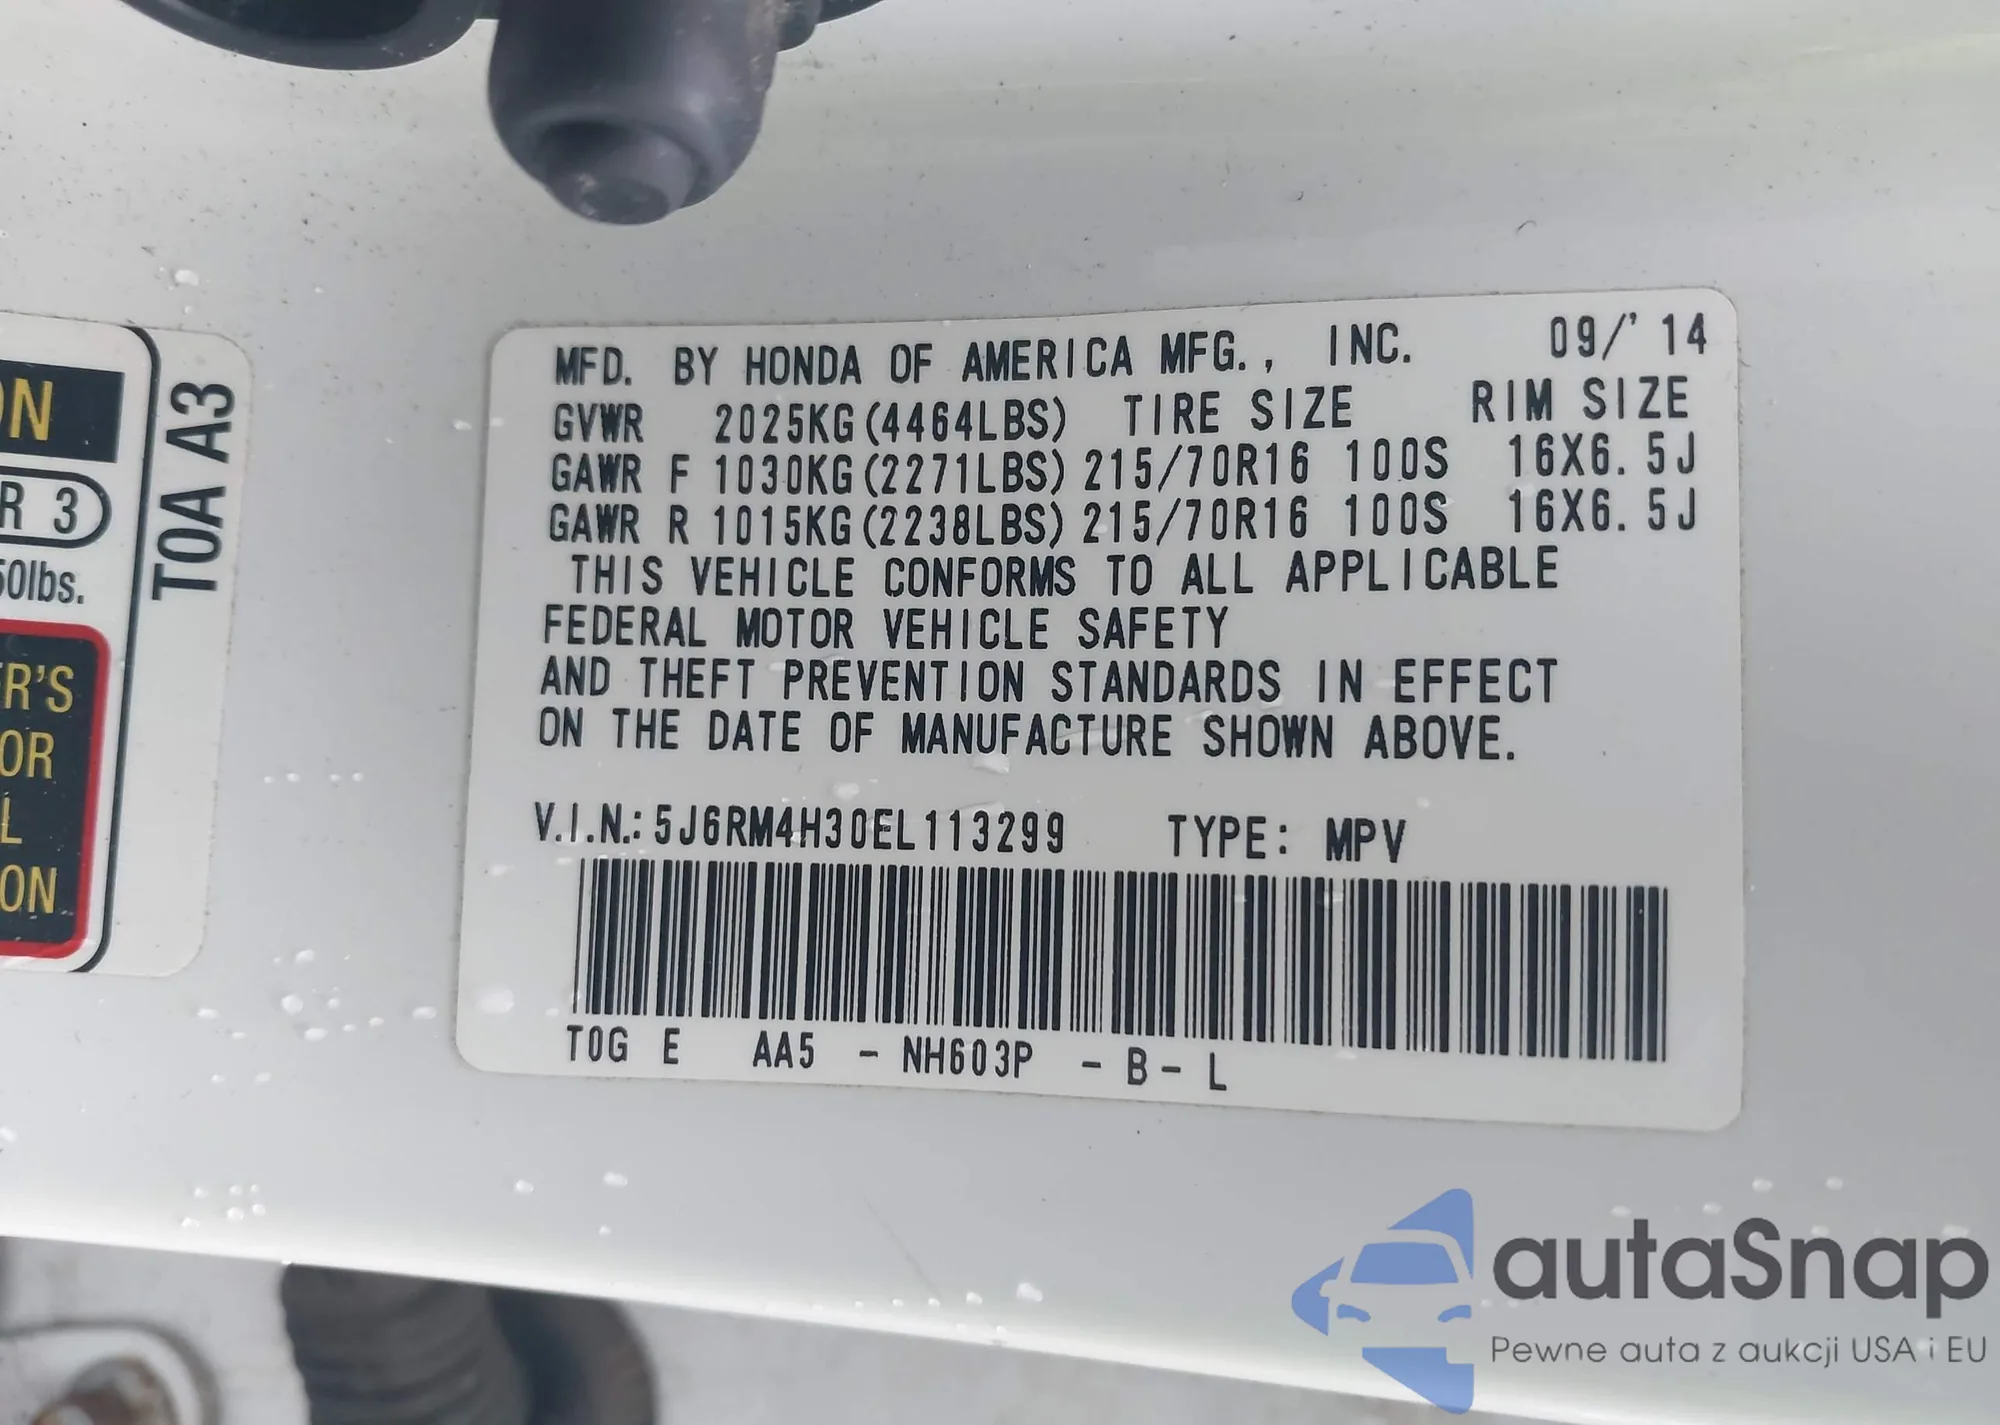 ON
R 3
50lbs.
ER'S
OR
L
ON
T0A A3
MFD. BY HONDA OF AMERICA MFG., INC. 09/'14
GVWR 2025KG(4464LBS) TIRE SIZE RIM SIZE
GAWR F 1030KG(2271LBS) 215/70R16 100S 16X6.5J
GAWR R 1015KG(2238LBS) 215/70R16 100S 16X6.5J
THIS VEHICLE CONFORMS TO ALL APPLICABLE
FEDERAL MOTOR VEHICLE SAFETY
AND THEFT PREVENTION STANDARDS IN EFFECT
ON THE DATE OF MANUFACTURE SHOWN ABOVE.
V.I.N.: 5J6RM4H30EL113299 TYPE: MPV
T0G E AA5 - NH603P - B - L
autaSnap
Pewne auta z aukcji USA i EU